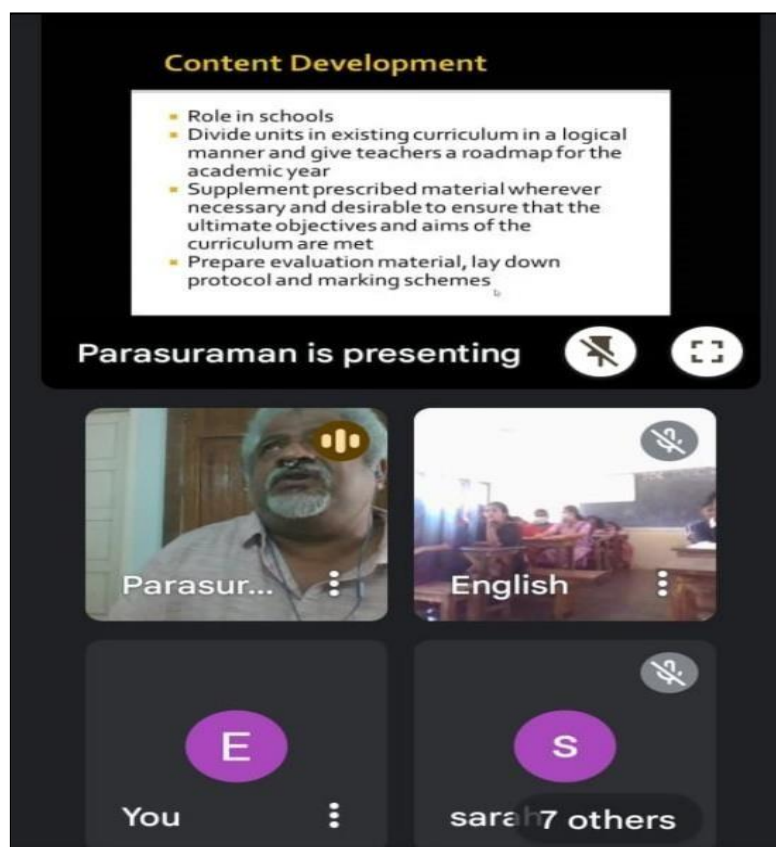 Content Development
Role in schools
Divide units in existing curriculum in a logical
manner and give teachers a roadmap for the
academic year
Supplement prescribed material wherever
necessary and desirable to ensure that the
ultimate objectives and aims of the
curriculum are met
Prepare evaluation material, lay down
protocol and marking schemes
Parasuraman is presenting
Parasur...
English
E
S
You
sarah
7 others